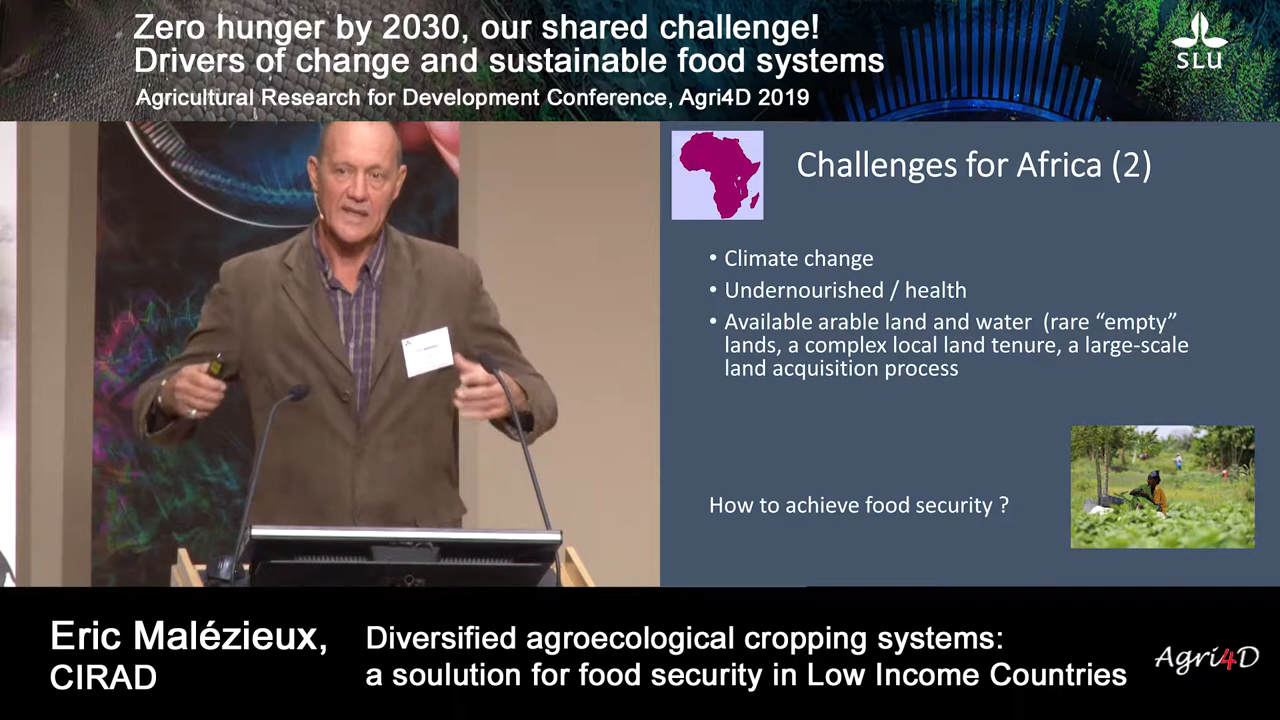 Zero hunger by 2030, our shared challenge!
Drivers of change and sustainable food systems
Agricultural Research for Development Conference, Agri4D 2019
SLU
Challenges for Africa (2)
• Climate change
• Undernourished / health
• Available arable land and water (rare “empty”
lands, a complex local land tenure, a large-scale
land acquisition process
How to achieve food security ?
Eric Malézieux,
CIRAD
Diversified agroecological cropping systems:
a soulution for food security in Low Income Countries
Agri4D